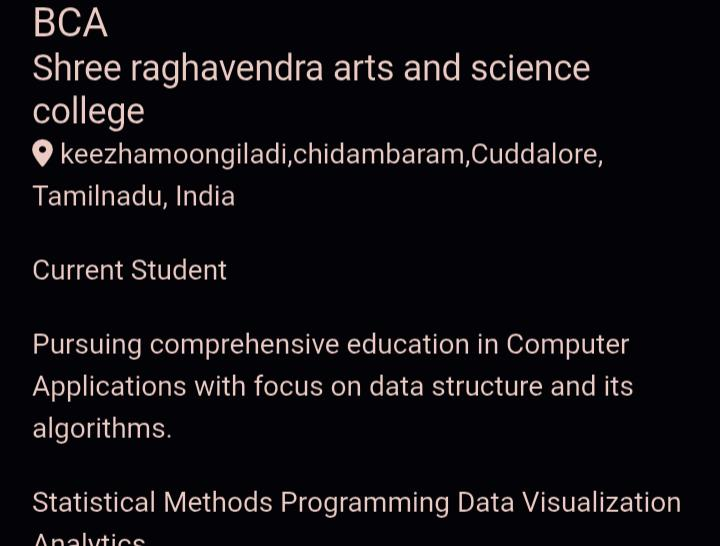 BCA
Shree raghavendra arts and science
college
keezhamoongiladi,chidambaram,Cuddalore,
Tamilnadu, India
Current Student
Pursuing comprehensive education in Computer
Applications with focus on data structure and its
algorithms.
Statistical Methods Programming Data Visualization
Analytics